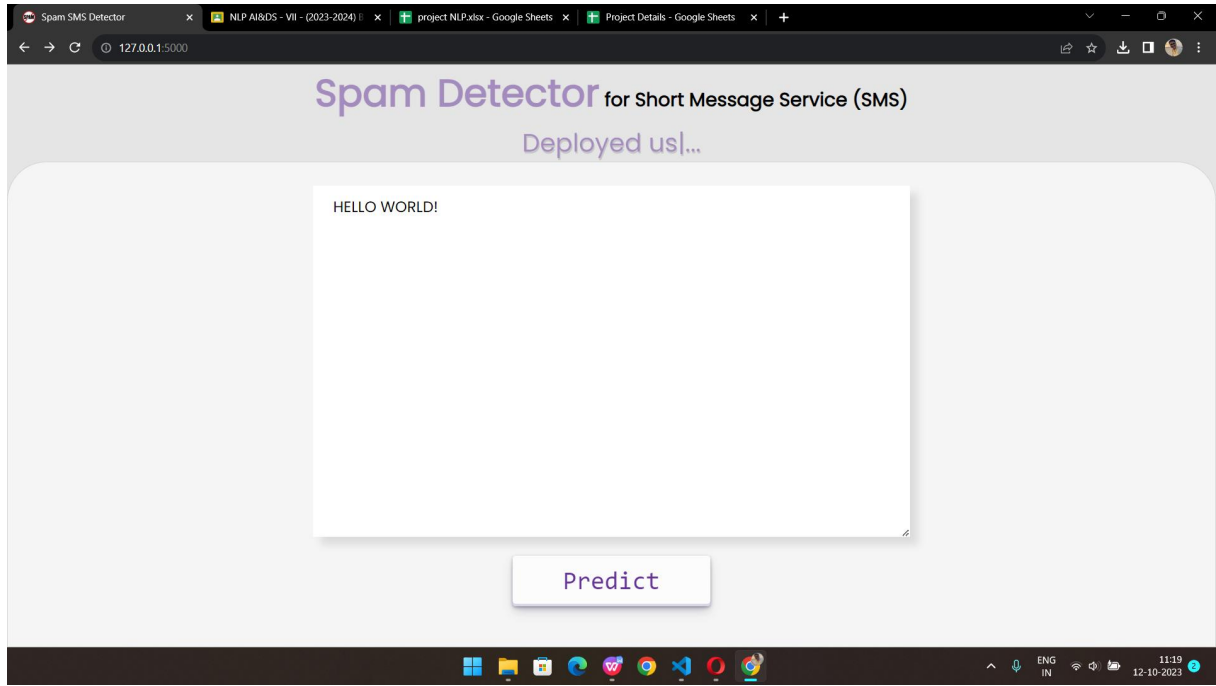 Spam SMS Detector
NLP AI&DS - VII - (2023-2024)
project NLP.xlsx - Google Sheets
Project Details - Google Sheets
127.0.0.1:5000
Spam Detector for Short Message Service (SMS)
Deployed us|...
HELLO WORLD!
Predict
ENG
IN
11:19
12-10-2023
2